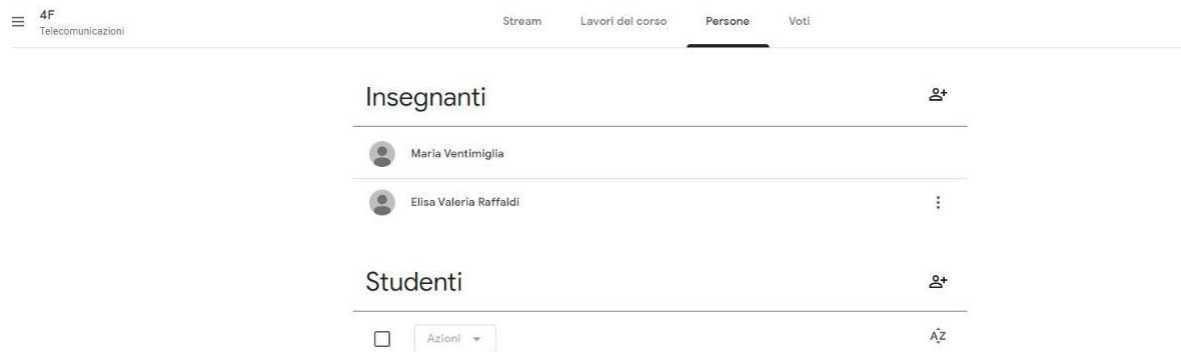 4F
Telecomunicazioni
Stream Lavori del corso Persone Voti
Insegnanti
Maria Ventimiglia
Elisa Valeria Raffaldi
Studenti
Azioni
AZ